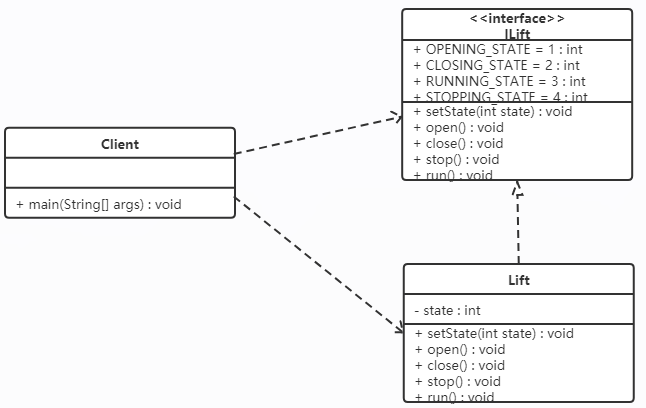 <<interface>>
ILift
+ OPENING_STATE = 1 : int
+ CLOSING_STATE = 2 : int
+ RUNNING_STATE = 3 : int
+ STOPPING_STATE = 4 : int
+ setState(int state) : void
+ open() : void
+ close() : void
+ stop() : void
+ run() : void
Client
+ main(String[] args) : void
Lift
- state : int
+ setState(int state) : void
+ open() : void
+ close() : void
+ stop() : void
+ run() : void